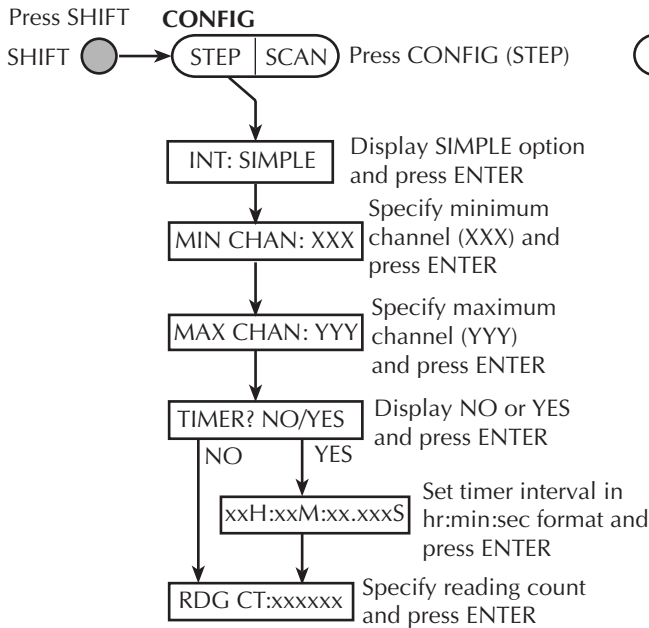 Press SHIFT
CONFIG
SHIFT
STEP SCAN
Press CONFIG (STEP)
INT: SIMPLE
Display SIMPLE option
and press ENTER
MIN CHAN: XXX
Specify minimum
channel (XXX) and
press ENTER
MAX CHAN: YYY
Specify maximum
channel (YYY)
and press ENTER
TIMER? NO/YES
Display NO or YES
and press ENTER
NO
YES
xxH:xxM:xx.xxxS
Set timer interval in
hr:min:sec format and
press ENTER
RDG CT:xxxxxx
Specify reading count
and press ENTER